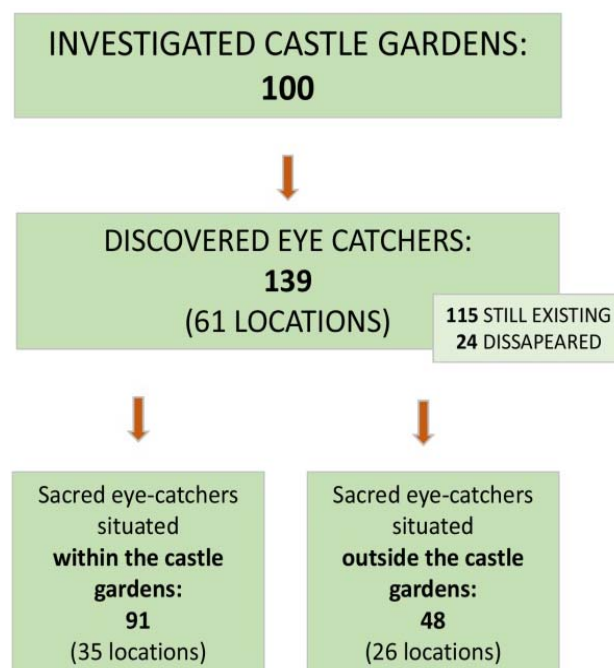 INVESTIGATED CASTLE GARDENS:
100
DISCOVERED EYE CATCHERS:
139
(61 LOCATIONS)
115 STILL EXISTING
24 DISSAPEARED
Sacred eye-catchers
situated
within the castle
gardens:
91
(35 locations)
Sacred eye-catchers
situated
outside the castle
gardens:
48
(26 locations)